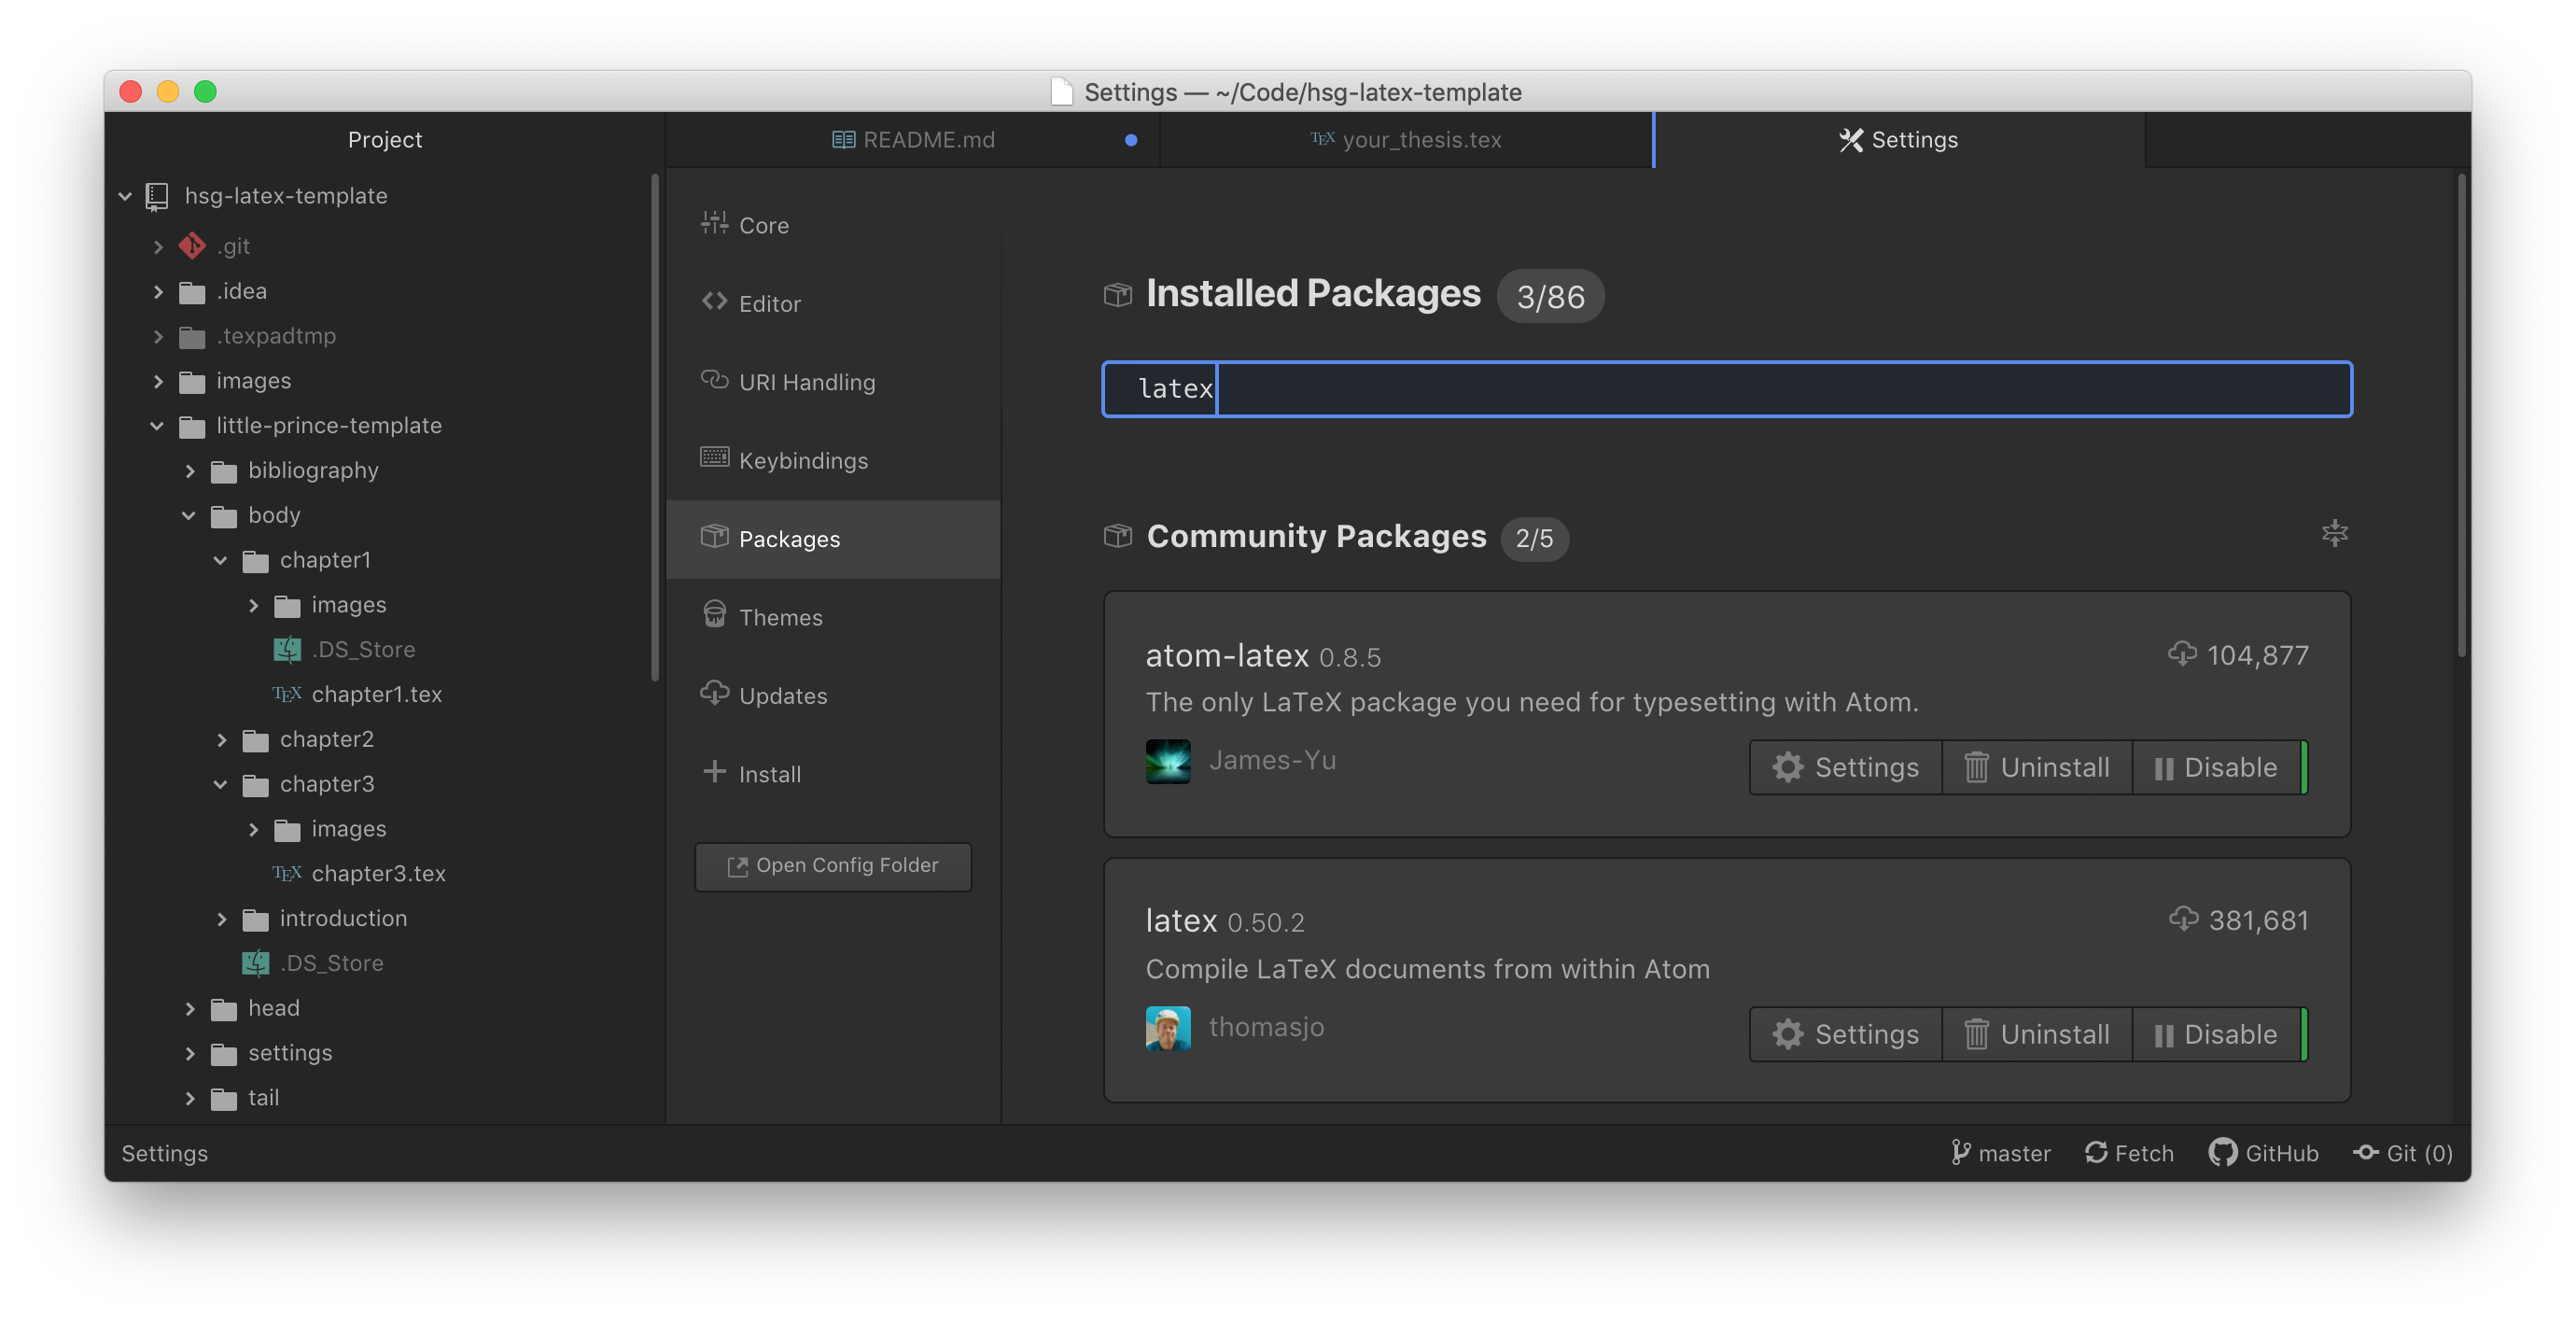 Settings — ~/Code/hsg-latex-template
Project
README.md
TEX your_thesis.tex
Settings
hsg-latex-template
.git
.idea
.texpadtmp
images
little-prince-template
bibliography
body
chapter1
images
.DS_Store
TEX chapter1.tex
chapter2
chapter3
images
TEX chapter3.tex
introduction
.DS_Store
head
settings
tail
Core
Editor
URI Handling
Keybindings
Packages
Themes
Updates
Install
Open Config Folder
Installed Packages 3/86
latex
Community Packages 2/5
atom-latex 0.8.5 104,877
The only LaTeX package you need for typesetting with Atom.
James-Yu Settings Uninstall Disable
latex 0.50.2 381,681
Compile LaTeX documents from within Atom
thomasjo Settings Uninstall Disable
Settings master Fetch GitHub Git (0)